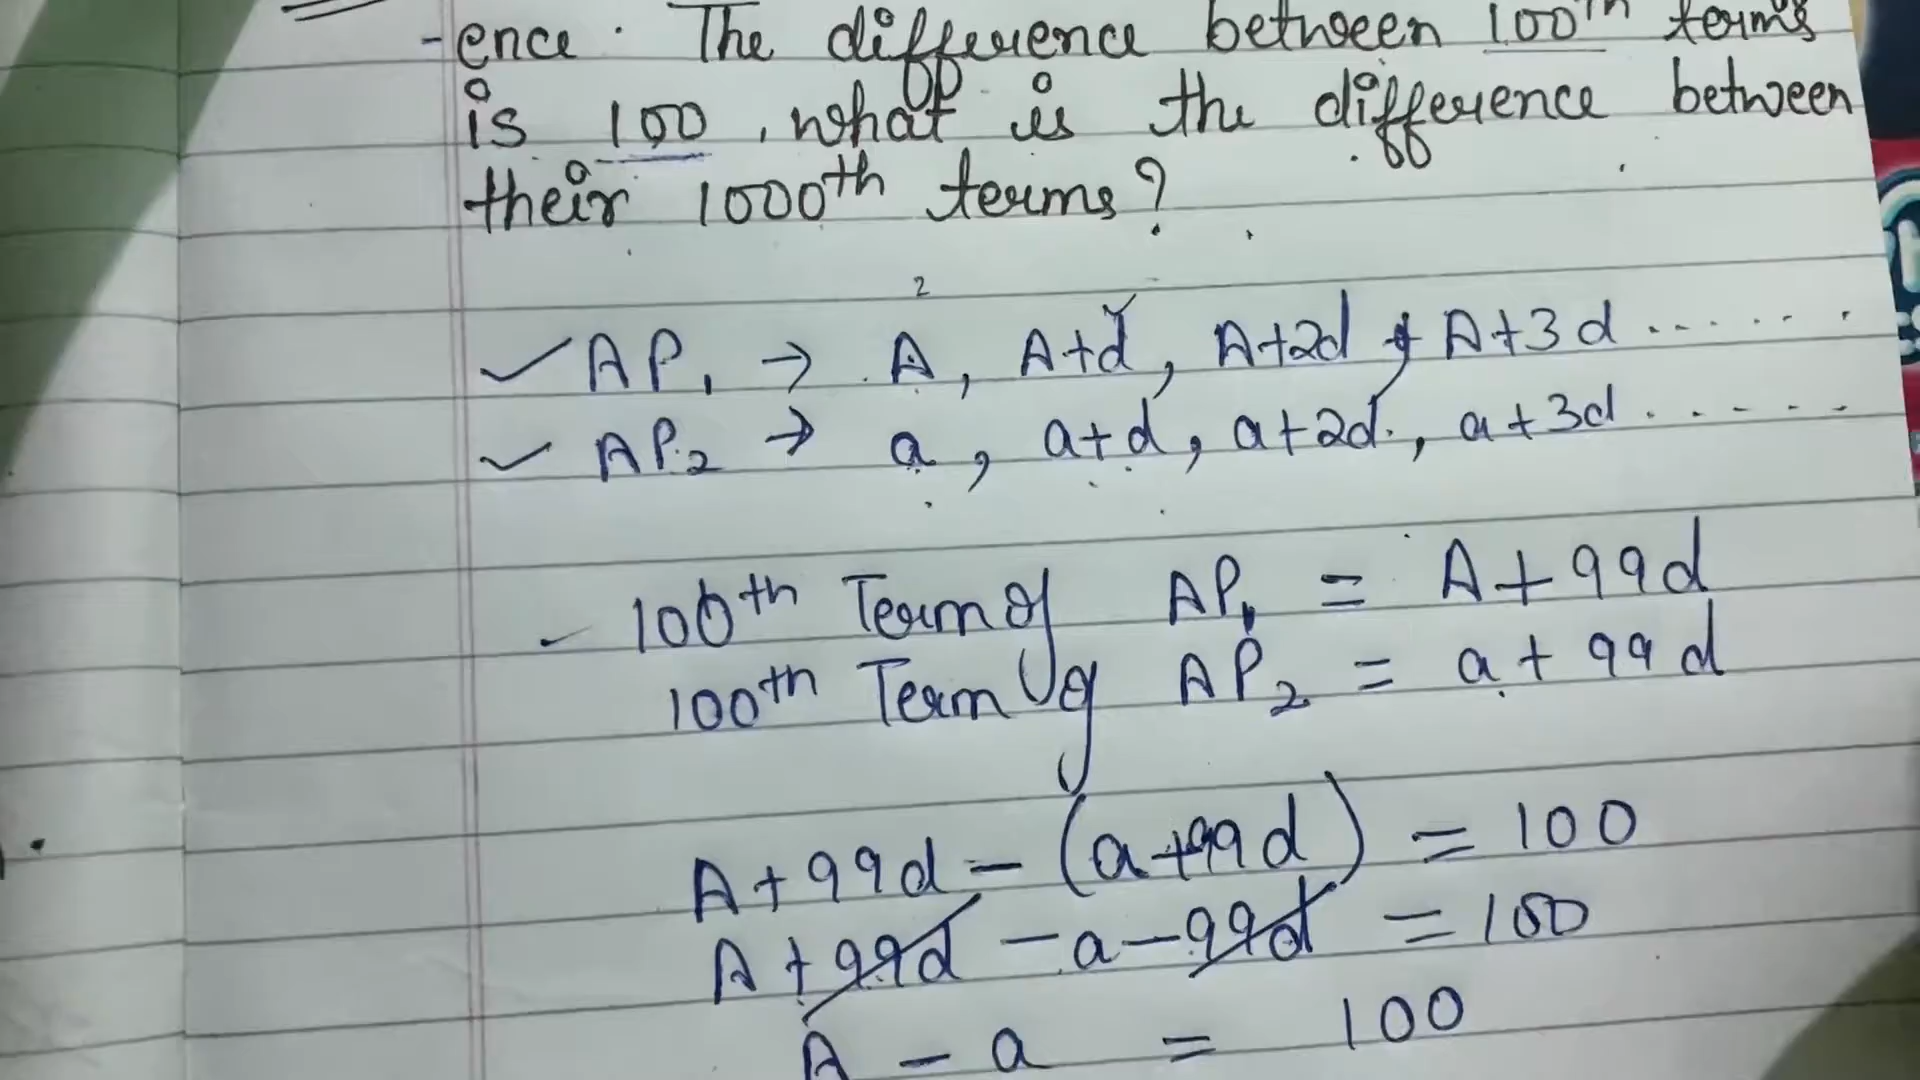 -ence. The difference between 100th terms
is 100, what is the difference between
their 1000th terms?
2
✓ AP1 → A, A+d, A+2d, A+3d ......
✓ AP2 → a, a+d, a+2d, a+3d ......
- 100th Term of AP1 = A+99d
100th Term of AP2 = a+99d
A+99d-(a+99d) = 100
A+99d-a-99d = 100
A-a = 100